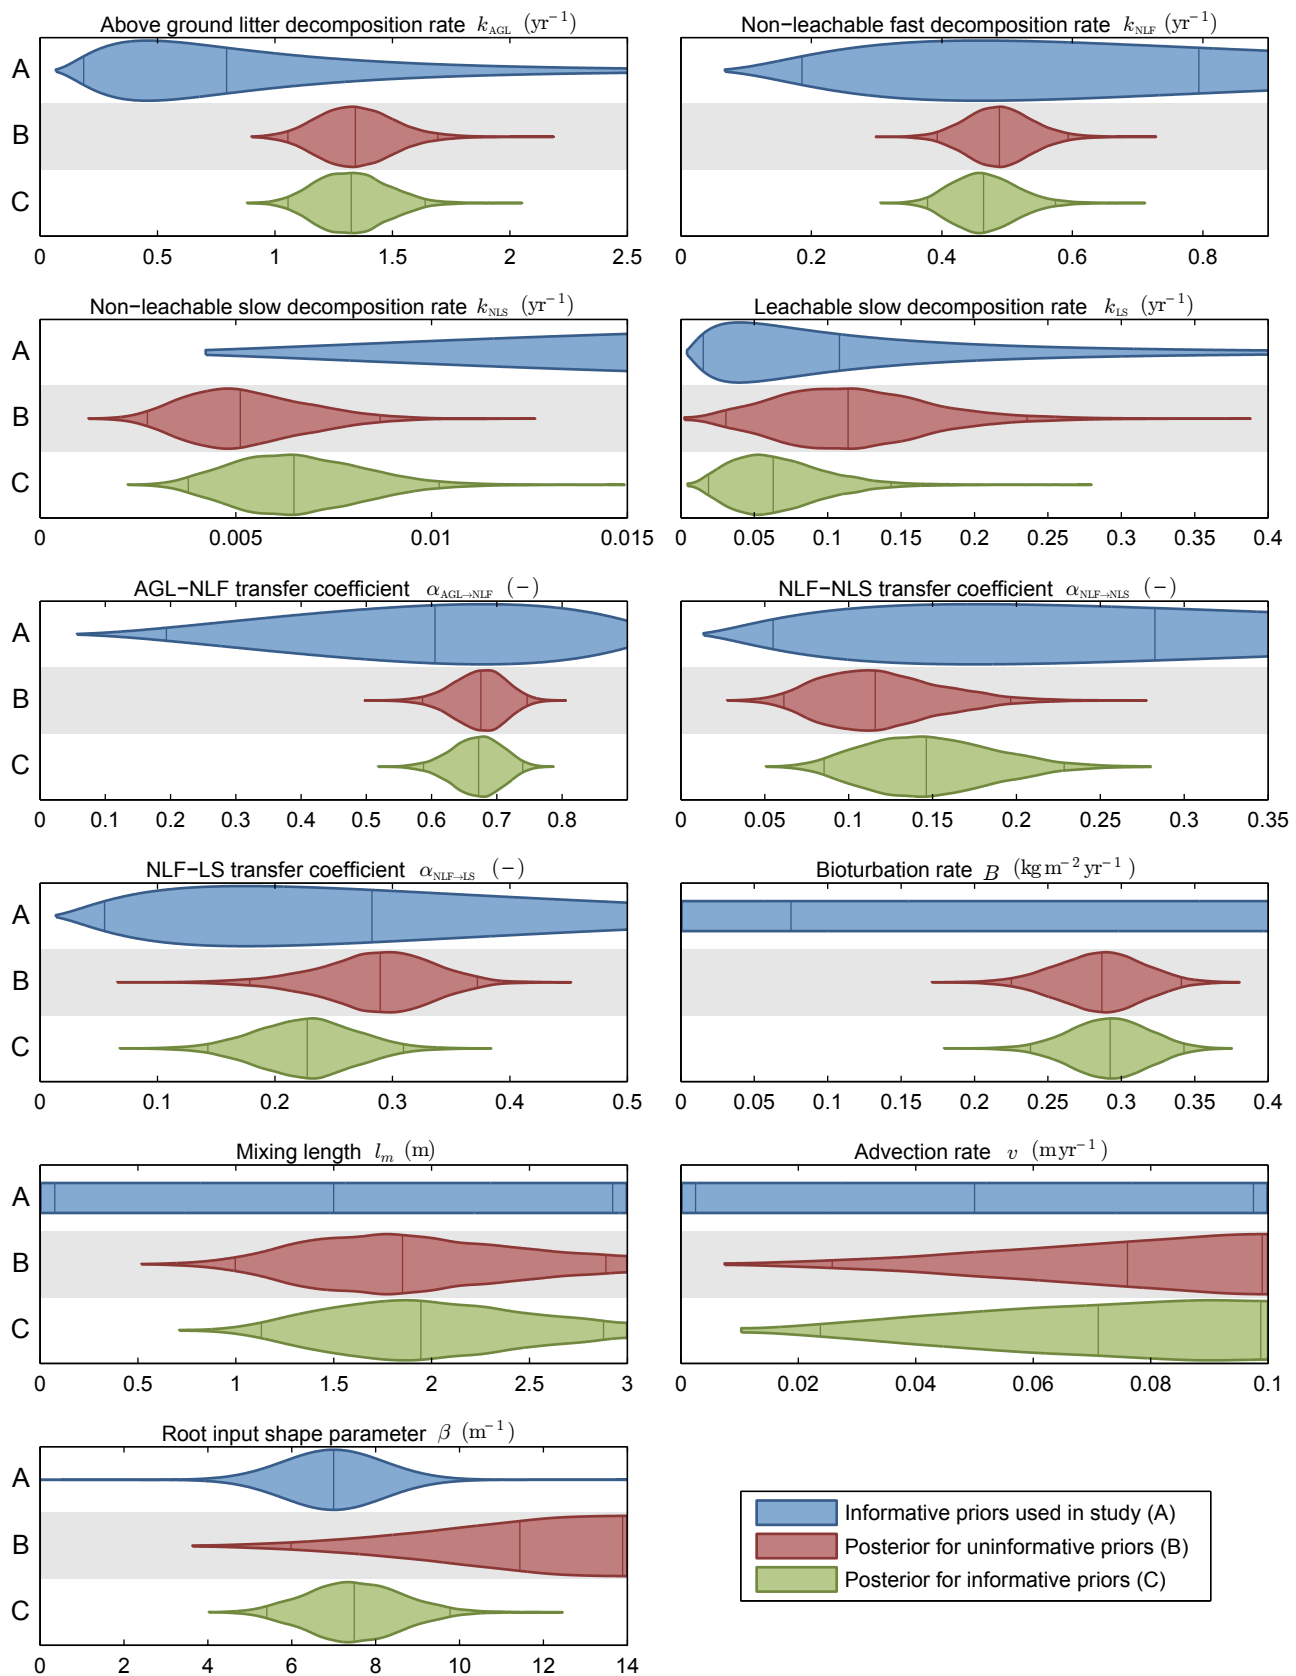 Above ground litter decomposition rate k_AGL (yr⁻¹)
A
B
C
0 0.5 1 1.5 2 2.5
Non−leachable fast decomposition rate k_NLF (yr⁻¹)
0.2 0.4 0.6 0.8
Non−leachable slow decomposition rate k_NLS (yr⁻¹)
A
B
C
0 0.005 0.01 0.015
Leachable slow decomposition rate k_LS (yr⁻¹)
0 0.05 0.1 0.15 0.2 0.25 0.3 0.35 0.4
AGL−NLF transfer coefficient α_AGL→NLF (−)
A
B
C
0 0.1 0.2 0.3 0.4 0.5 0.6 0.7 0.8
NLF−NLS transfer coefficient α_NLF→NLS (−)
0 0.05 0.1 0.15 0.2 0.25 0.3 0.35
NLF−LS transfer coefficient α_NLF→LS (−)
A
B
C
0 0.1 0.2 0.3 0.4 0.5
Bioturbation rate B (kg m⁻² yr⁻¹)
0 0.05 0.1 0.15 0.2 0.25 0.3 0.35 0.4
Mixing length l_m (m)
A
B
C
0 0.5 1 1.5 2 2.5 3
Advection rate v (m yr⁻¹)
0 0.02 0.04 0.06 0.08 0.1
Root input shape parameter β (m⁻¹)
A
B
C
0 2 4 6 8 10 12 14
Informative priors used in study (A)
Posterior for uninformative priors (B)
Posterior for informative priors (C)